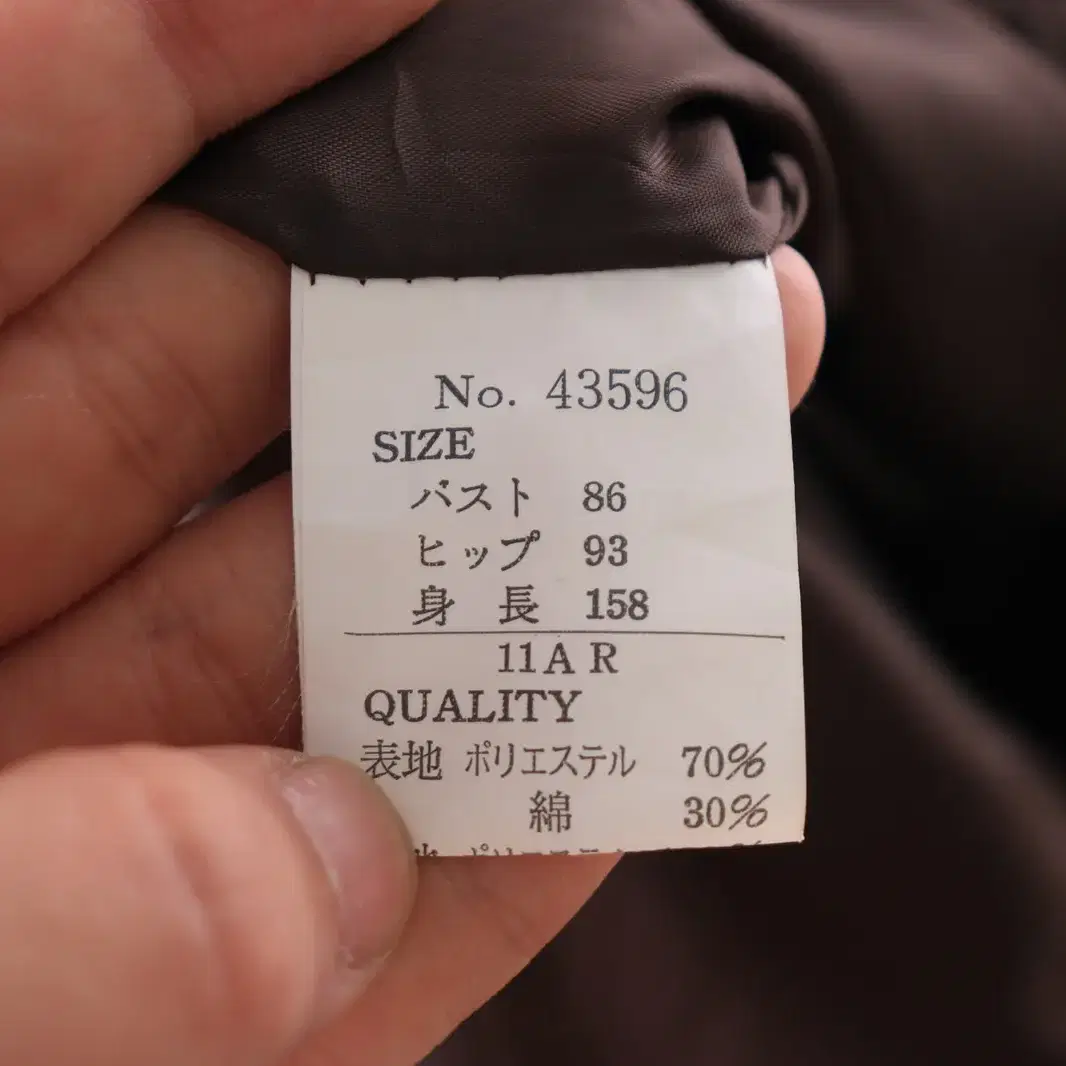 No. 43596
SIZE
バスト 86
ヒップ 93
身 長 158
11AR
QUALITY
表地 ポリエステル 70%
綿 30%